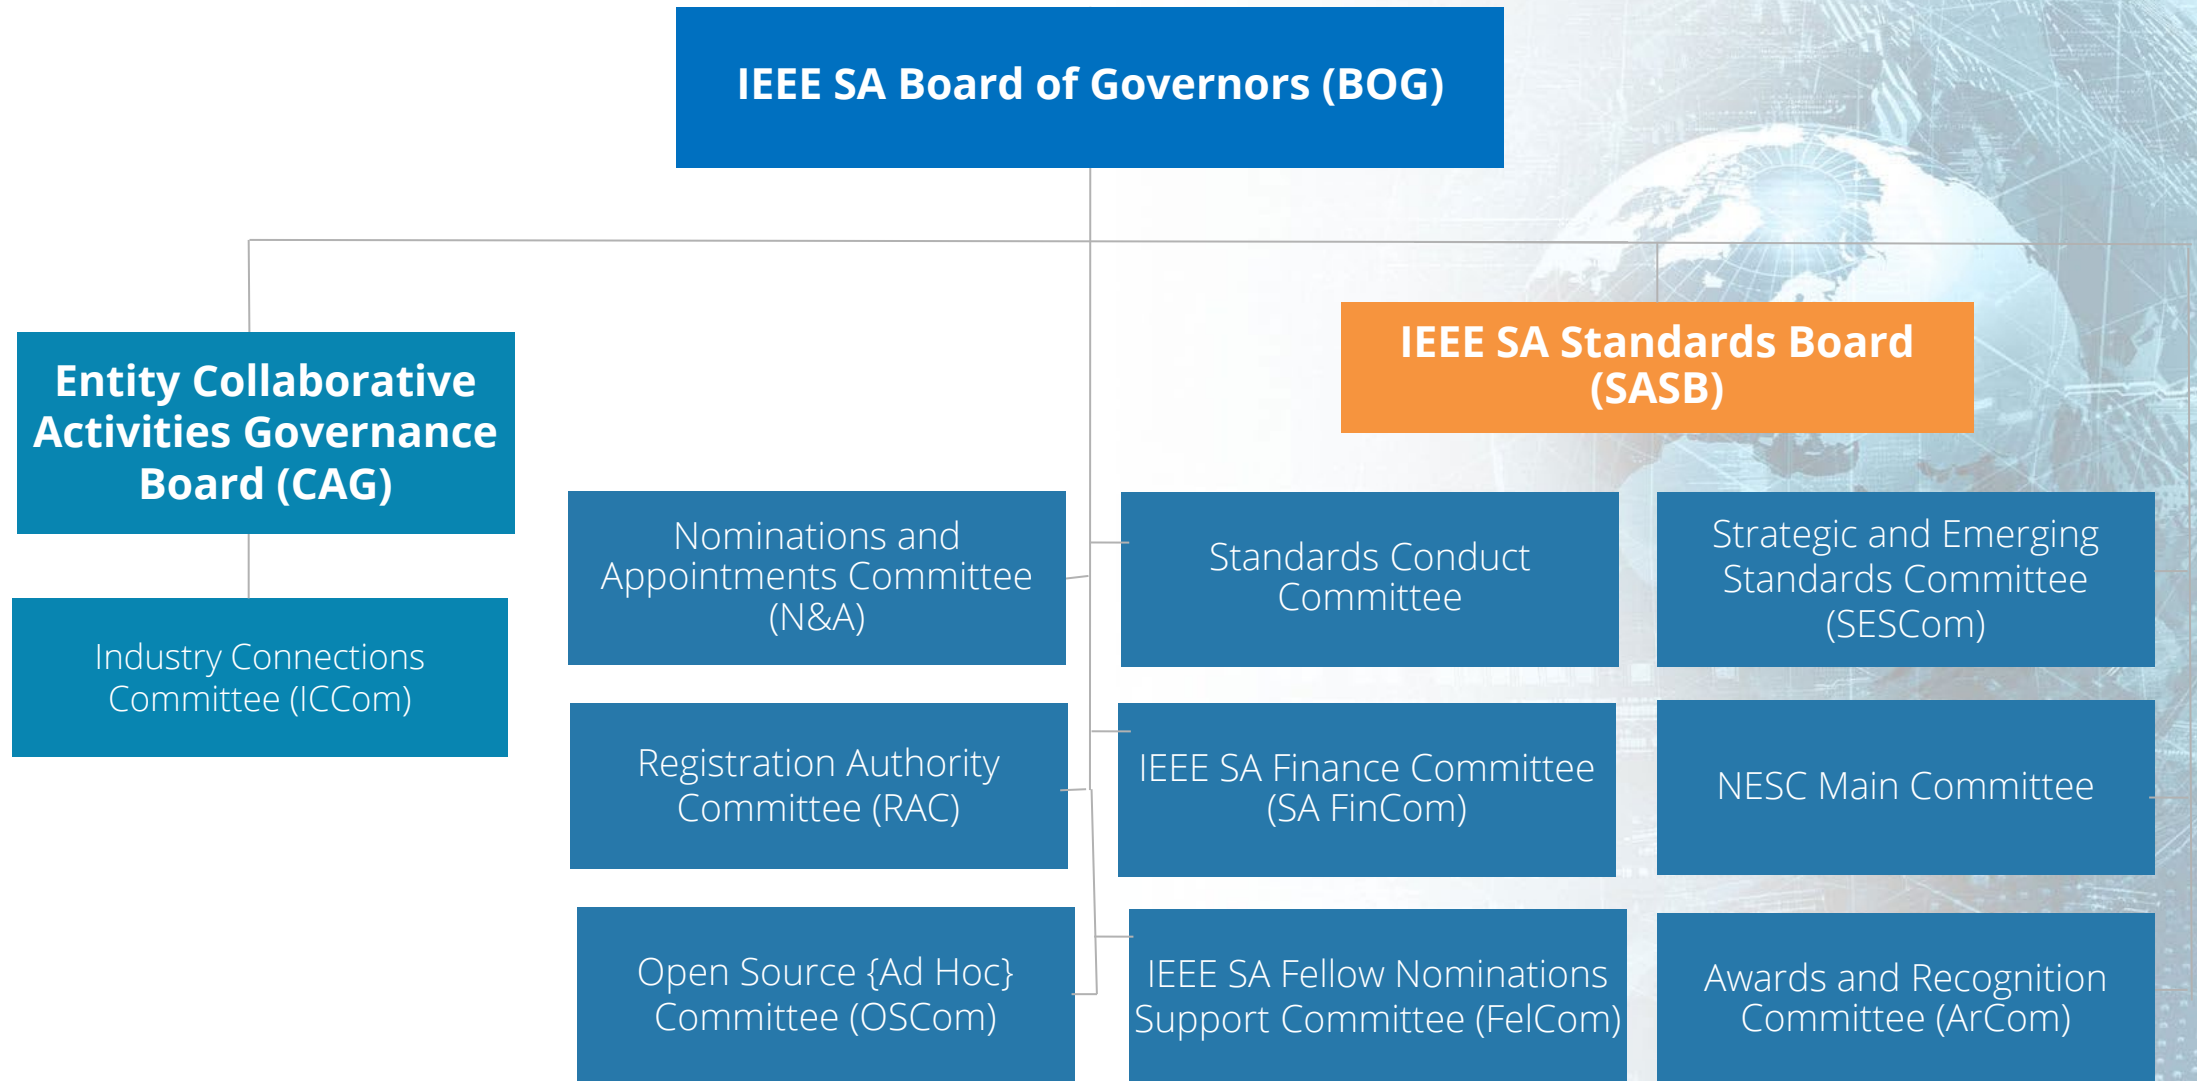 IEEE SA Board of Governors (BOG)
Entity Collaborative
Activities Governance
Board (CAG)
IEEE SA Standards Board
(SASB)
Industry Connections
Committee (ICCom)
Nominations and
Appointments Committee
(N&A)
Standards Conduct
Committee
Strategic and Emerging
Standards Committee
(SESCom)
Registration Authority
Committee (RAC)
IEEE SA Finance Committee
(SA FinCom)
NESC Main Committee
Open Source {Ad Hoc}
Committee (OSCom)
IEEE SA Fellow Nominations
Support Committee (FelCom)
Awards and Recognition
Committee (ArCom)